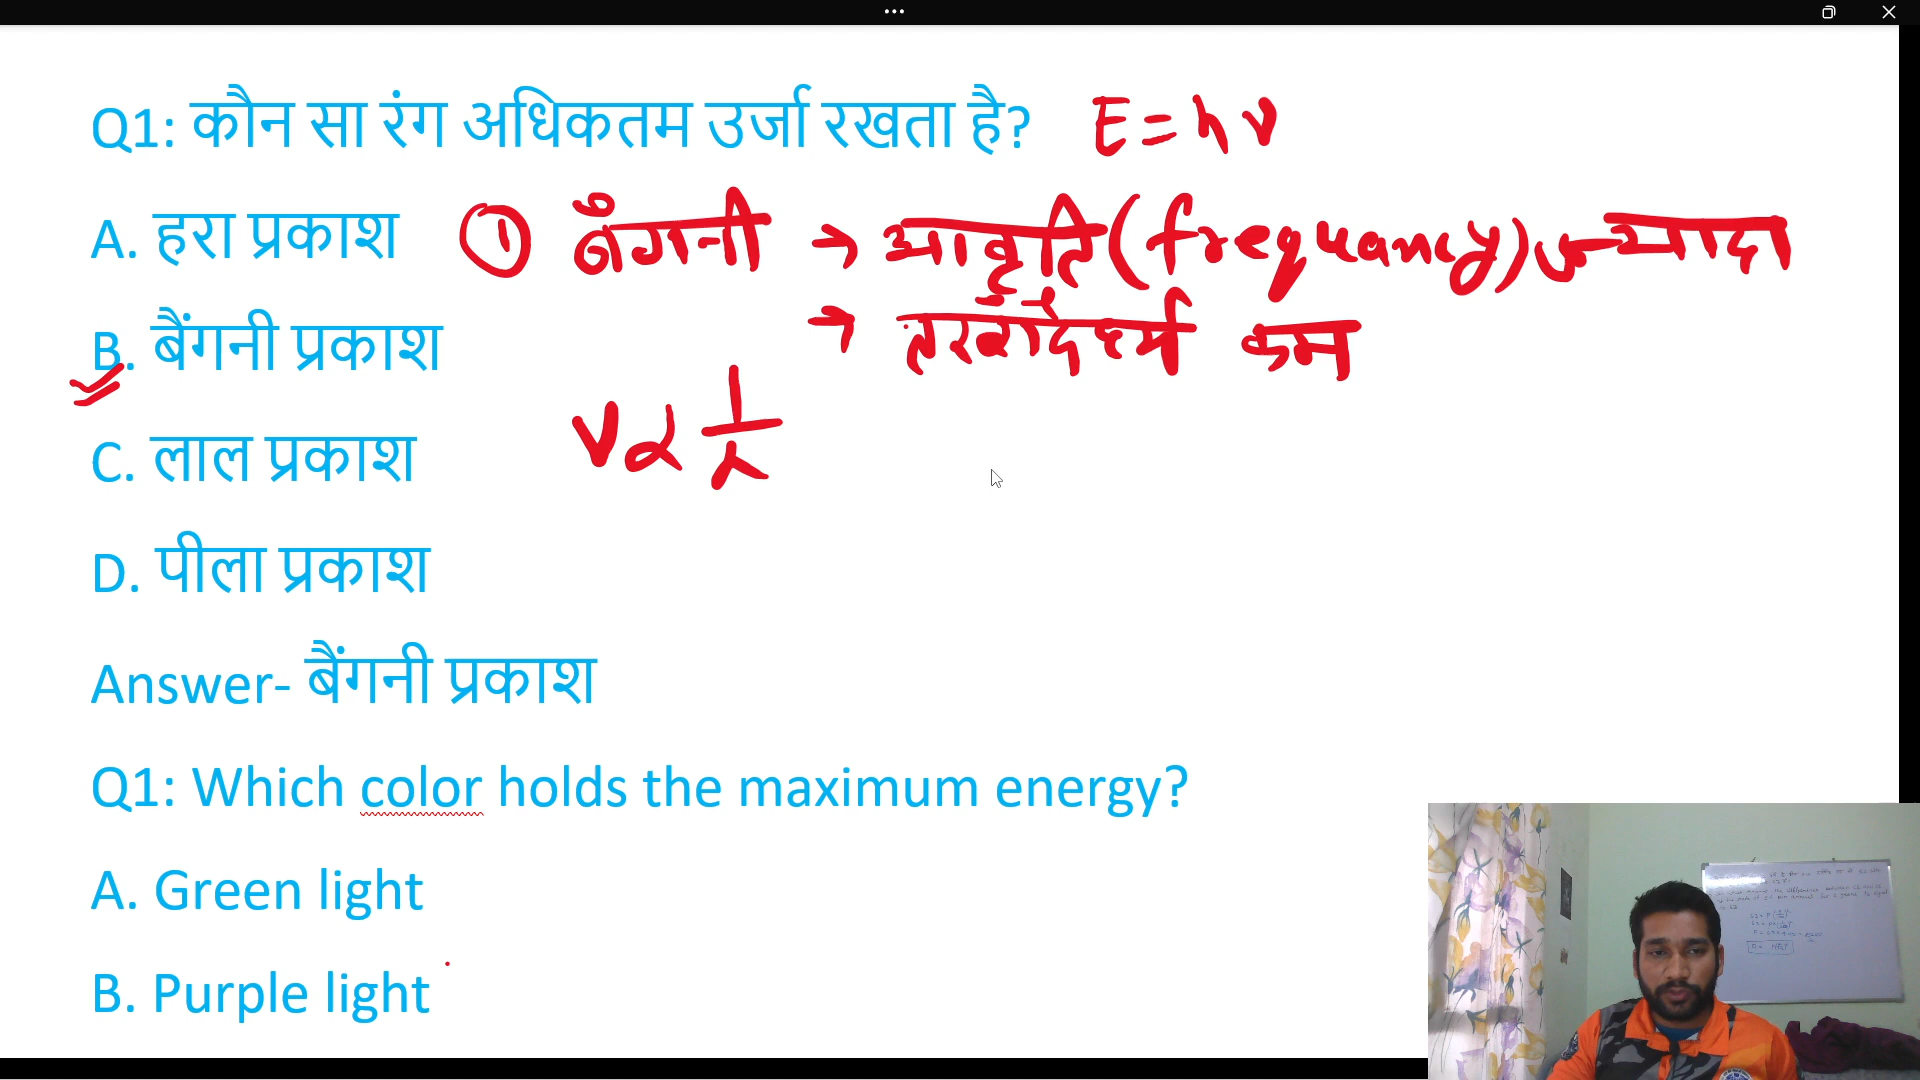 Q1: कौन सा रंग अधिकतम उर्जा रखता है? E = hν
A. हरा प्रकाश ① बैंगनी → आवृति (frequency) ज्यादा
→ तरंगदैर्ध्य कम
B. बैंगनी प्रकाश
ν ∝ 1/λ
C. लाल प्रकाश
D. पीला प्रकाश
Answer- बैंगनी प्रकाश
Q1: Which color holds the maximum energy?
A. Green light
B. Purple light